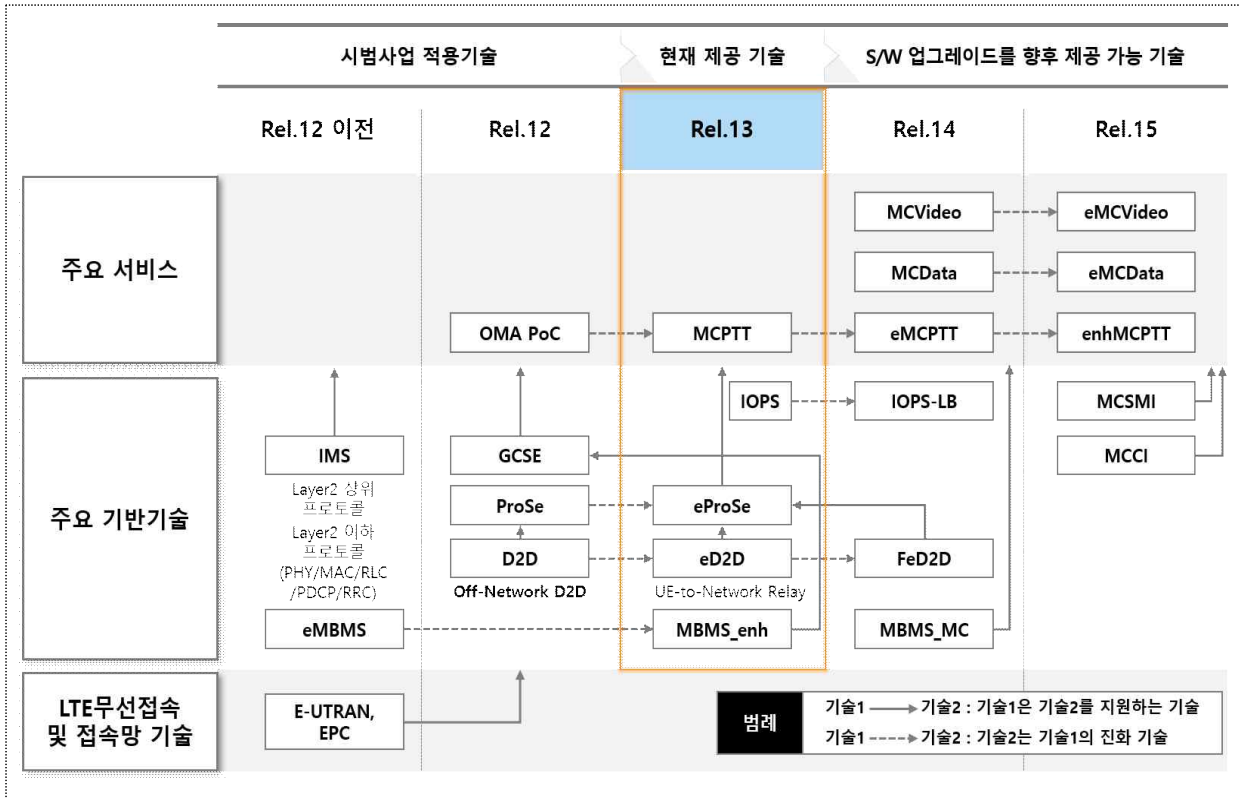 시범사업 적용기술
현재 제공 기술
S/W 업그레이드를 향후 제공 가능 기술
Rel.12 이전
Rel.12
Rel.13
Rel.14
Rel.15
주요 서비스
MCVideo
eMCVideo
MCData
eMCData
OMA PoC
MCPTT
eMCPTT
enhMCPTT
주요 기반기술
IOPS
IOPS-LB
MCSMI
IMS
GCSE
MCCI
Layer2 상위
프로토콜
ProSe
eProSe
Layer2 이하
프로토콜
(PHY/MAC/RLC
/PDCP/RRC)
D2D
eD2D
FeD2D
Off-Network D2D
UE-to-Network Relay
eMBMS
MBMS_enh
MBMS_MC
LTE무선접속
및 접속망 기술
E-UTRAN,
EPC
범례
기술1 기술2 : 기술1은 기술2를 지원하는 기술
기술1 기술2 : 기술2는 기술1의 진화 기술